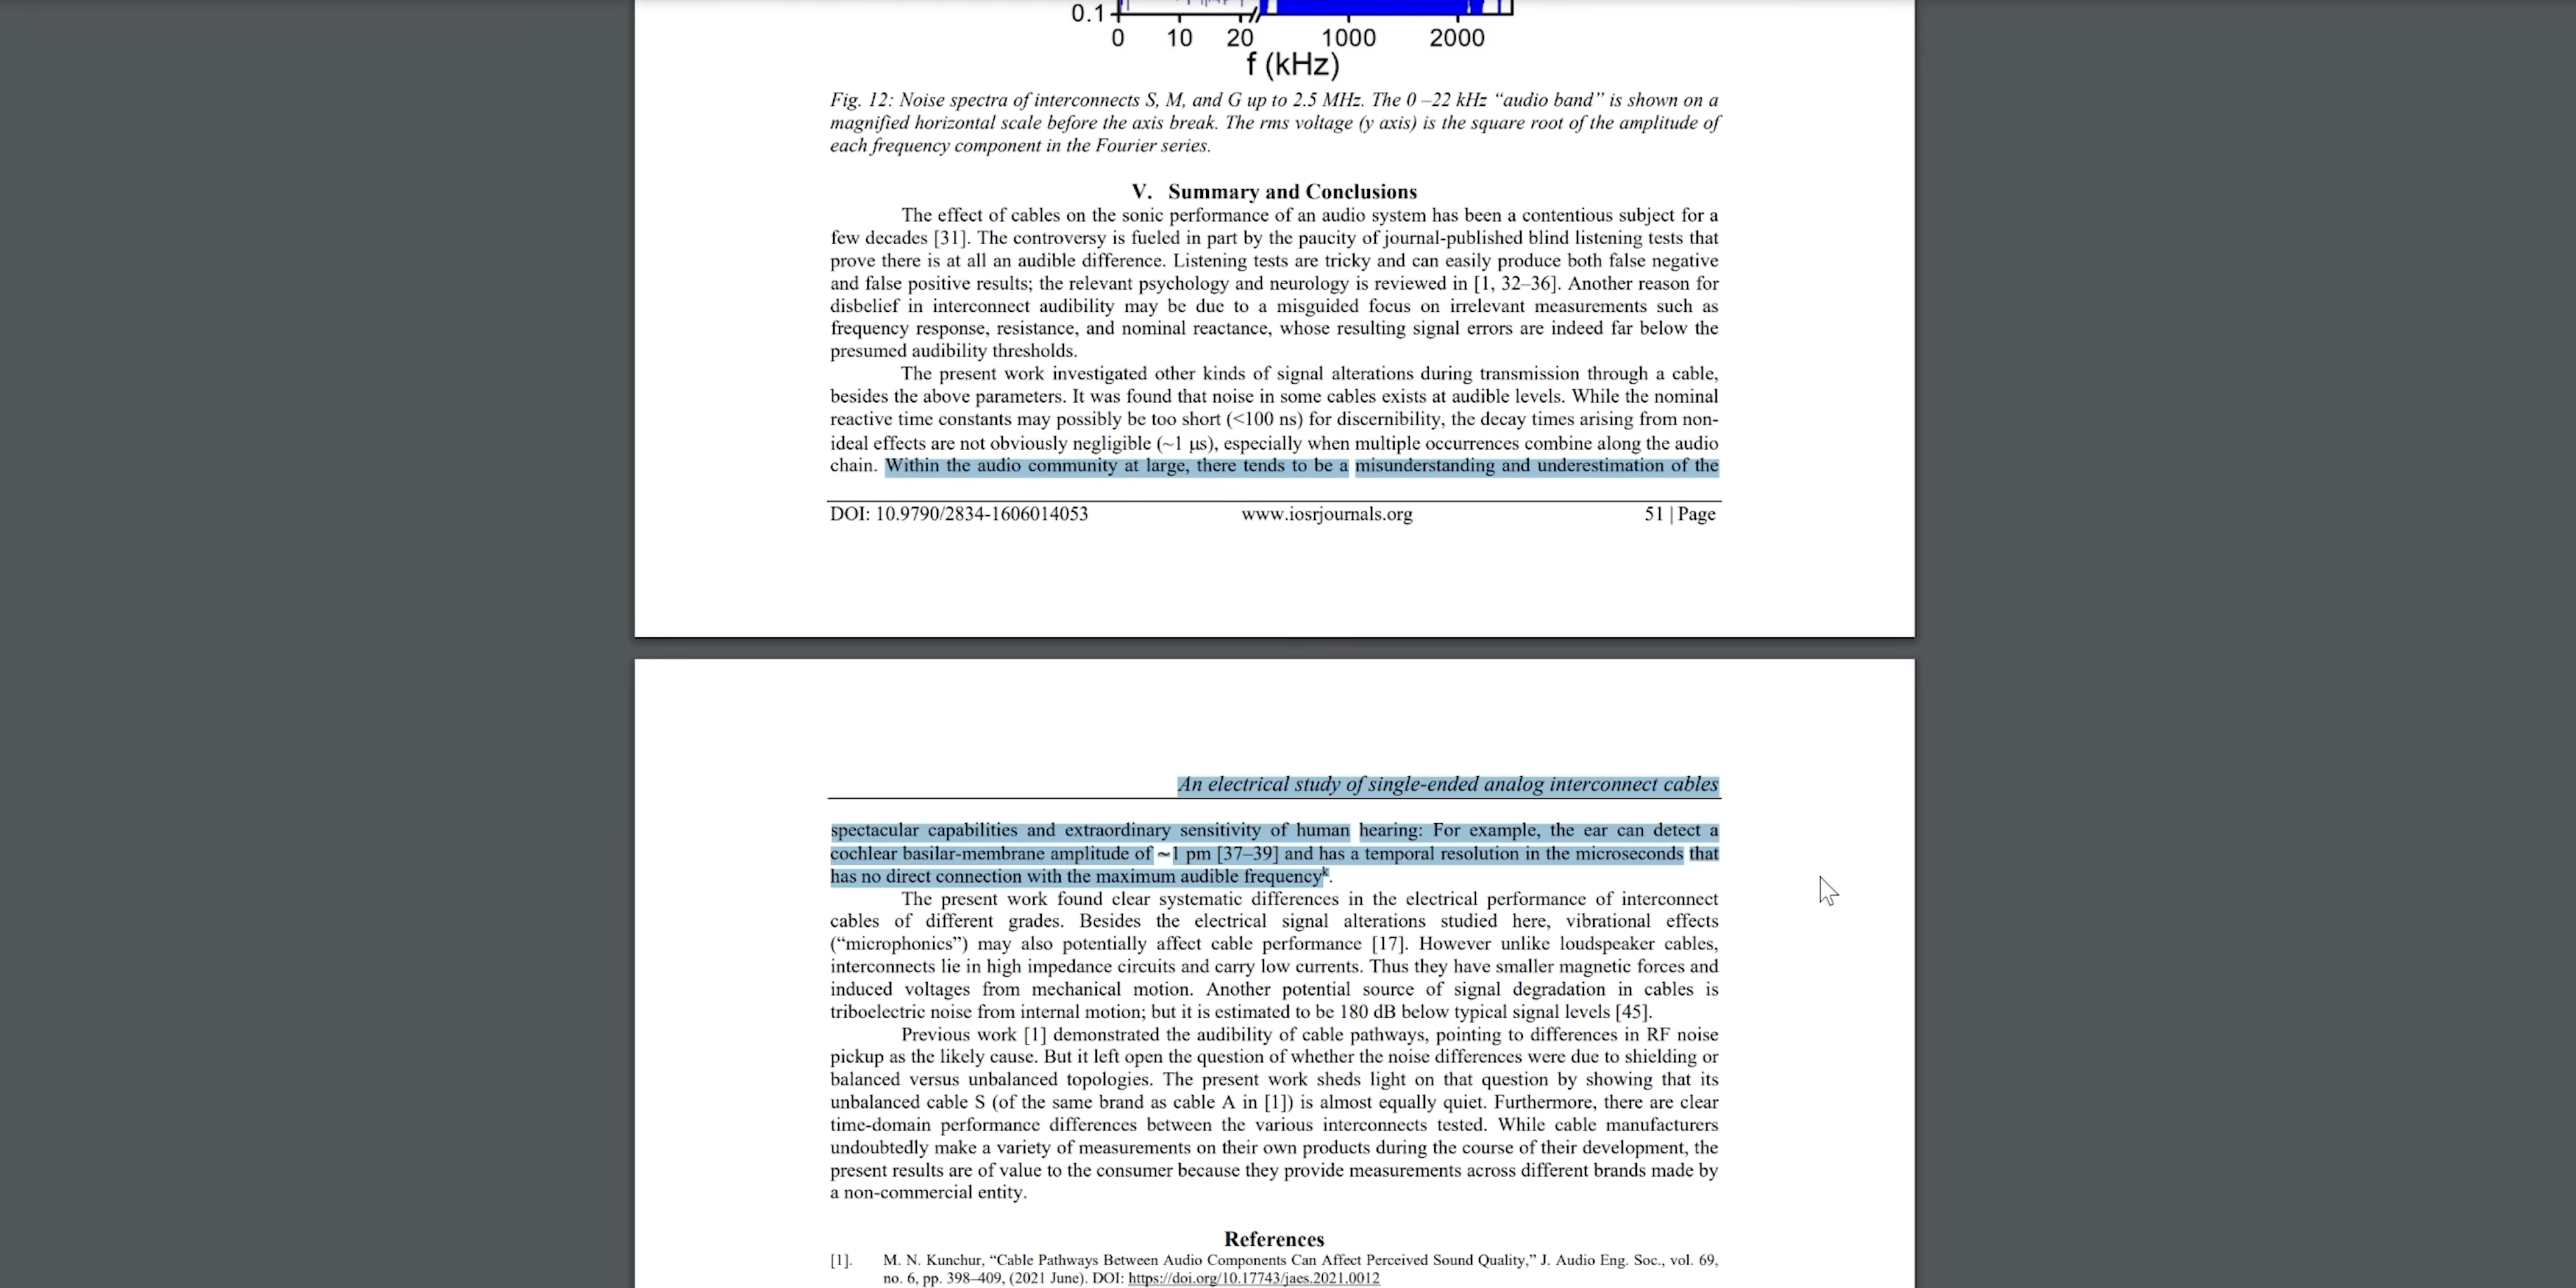 0.1
0 10 20 1000 2000
f (kHz)
Fig. 12: Noise spectra of interconnects S, M, and G up to 2.5 MHz. The 0 –22 kHz “audio band” is shown on a
magnified horizontal scale before the axis break. The rms voltage (y axis) is the square root of the amplitude of
each frequency component in the Fourier series.
V. Summary and Conclusions
The effect of cables on the sonic performance of an audio system has been a contentious subject for a
few decades [31]. The controversy is fueled in part by the paucity of journal-published blind listening tests that
prove there is at all an audible difference. Listening tests are tricky and can easily produce both false negative
and false positive results; the relevant psychology and neurology is reviewed in [1, 32–36]. Another reason for
disbelief in interconnect audibility may be due to a misguided focus on irrelevant measurements such as
frequency response, resistance, and nominal reactance, whose resulting signal errors are indeed far below the
presumed audibility thresholds.
The present work investigated other kinds of signal alterations during transmission through a cable,
besides the above parameters. It was found that noise in some cables exists at audible levels. While the nominal
reactive time constants may possibly be too short (<100 ns) for discernibility, the decay times arising from non-
ideal effects are not obviously negligible (~1 μs), especially when multiple occurrences combine along the audio
chain. Within the audio community at large, there tends to be a misunderstanding and underestimation of the
DOI: 10.9790/2834-1606014053 www.iosrjournals.org 51 | Page
An electrical study of single-ended analog interconnect cables
spectacular capabilities and extraordinary sensitivity of human hearing: For example, the ear can detect a
cochlear basilar-membrane amplitude of ~1 pm [37–39] and has a temporal resolution in the microseconds that
has no direct connection with the maximum audible frequencyᵏ.
The present work found clear systematic differences in the electrical performance of interconnect
cables of different grades. Besides the electrical signal alterations studied here, vibrational effects
(“microphonics”) may also potentially affect cable performance [17]. However unlike loudspeaker cables,
interconnects lie in high impedance circuits and carry low currents. Thus they have smaller magnetic forces and
induced voltages from mechanical motion. Another potential source of signal degradation in cables is
triboelectric noise from internal motion; but it is estimated to be 180 dB below typical signal levels [45].
Previous work [1] demonstrated the audibility of cable pathways, pointing to differences in RF noise
pickup as the likely cause. But it left open the question of whether the noise differences were due to shielding or
balanced versus unbalanced topologies. The present work sheds light on that question by showing that its
unbalanced cable S (of the same brand as cable A in [1]) is almost equally quiet. Furthermore, there are clear
time-domain performance differences between the various interconnects tested. While cable manufacturers
undoubtedly make a variety of measurements on their own products during the course of their development, the
present results are of value to the consumer because they provide measurements across different brands made by
a non-commercial entity.
References
[1]. M. N. Kunchur, “Cable Pathways Between Audio Components Can Affect Perceived Sound Quality,” J. Audio Eng. Soc., vol. 69,
no. 6, pp. 398–409, (2021 June). DOI: https://doi.org/10.17743/jaes.2021.0012